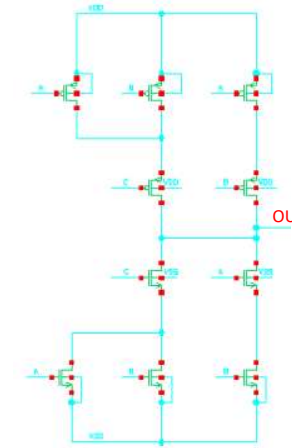 VDD
A B A
C VDD B VDD
OU
C VSS A VSS
A B B
VSS